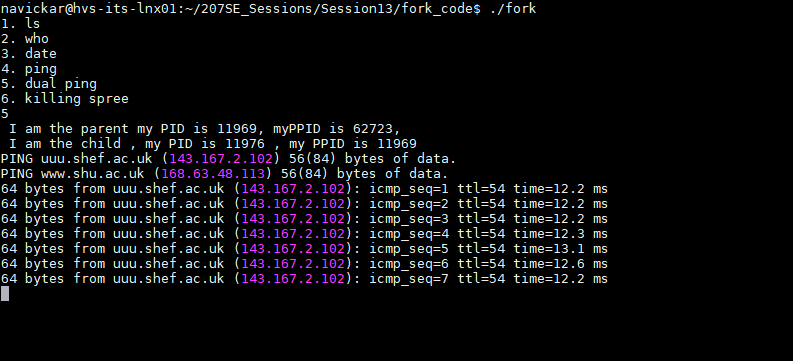 navickar@hvs-its-lnx01:~/207SE_Sessions/Session13/fork_code$ ./fork
1. ls
2. who
3. date
4. ping
5. dual ping
6. killing spree
5
I am the parent my PID is 11969, myPPID is 62723,
I am the child , my PID is 11976 , my PPID is 11969
PING uuu.shef.ac.uk (143.167.2.102) 56(84) bytes of data.
PING www.shu.ac.uk (168.63.48.113) 56(84) bytes of data.
64 bytes from uuu.shef.ac.uk (143.167.2.102): icmp_seq=1 ttl=54 time=12.2 ms
64 bytes from uuu.shef.ac.uk (143.167.2.102): icmp_seq=2 ttl=54 time=12.2 ms
64 bytes from uuu.shef.ac.uk (143.167.2.102): icmp_seq=3 ttl=54 time=12.2 ms
64 bytes from uuu.shef.ac.uk (143.167.2.102): icmp_seq=4 ttl=54 time=12.3 ms
64 bytes from uuu.shef.ac.uk (143.167.2.102): icmp_seq=5 ttl=54 time=13.1 ms
64 bytes from uuu.shef.ac.uk (143.167.2.102): icmp_seq=6 ttl=54 time=12.6 ms
64 bytes from uuu.shef.ac.uk (143.167.2.102): icmp_seq=7 ttl=54 time=12.2 ms